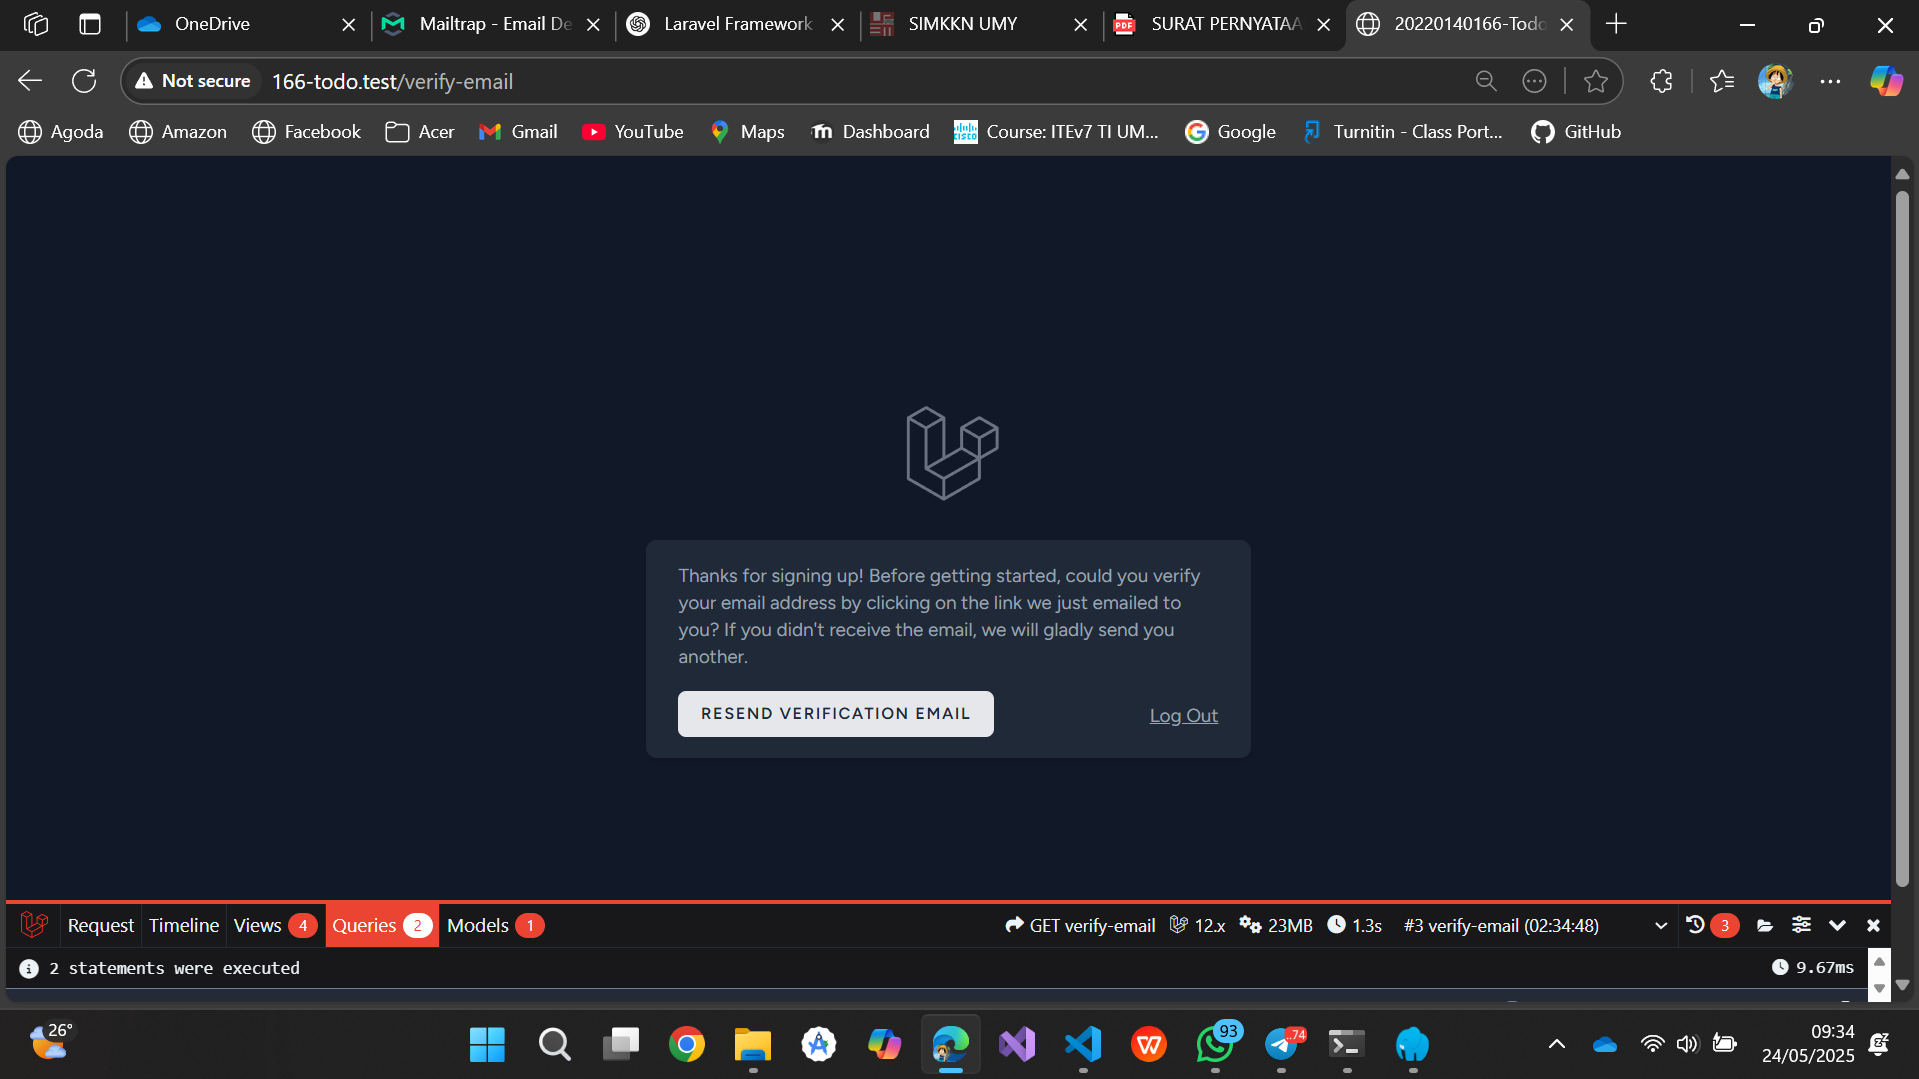 OneDrive
Mailtrap - Email De
Laravel Framework
SIMKKN UMY
SURAT PERNYATAA
20220140166-Todo
Not secure 166-todo.test/verify-email
Agoda Amazon Facebook Acer Gmail YouTube Maps Dashboard Course: ITEv7 TI UM... Google Turnitin - Class Port... GitHub
Thanks for signing up! Before getting started, could you verify
your email address by clicking on the link we just emailed to
you? If you didn't receive the email, we will gladly send you
another.
RESEND VERIFICATION EMAIL Log Out
Request Timeline Views 4 Queries 2 Models 1 GET verify-email 12.x 23MB 1.3s #3 verify-email (02:34:48) 3
2 statements were executed 9.67ms
26°
93
..74
09:34
24/05/2025